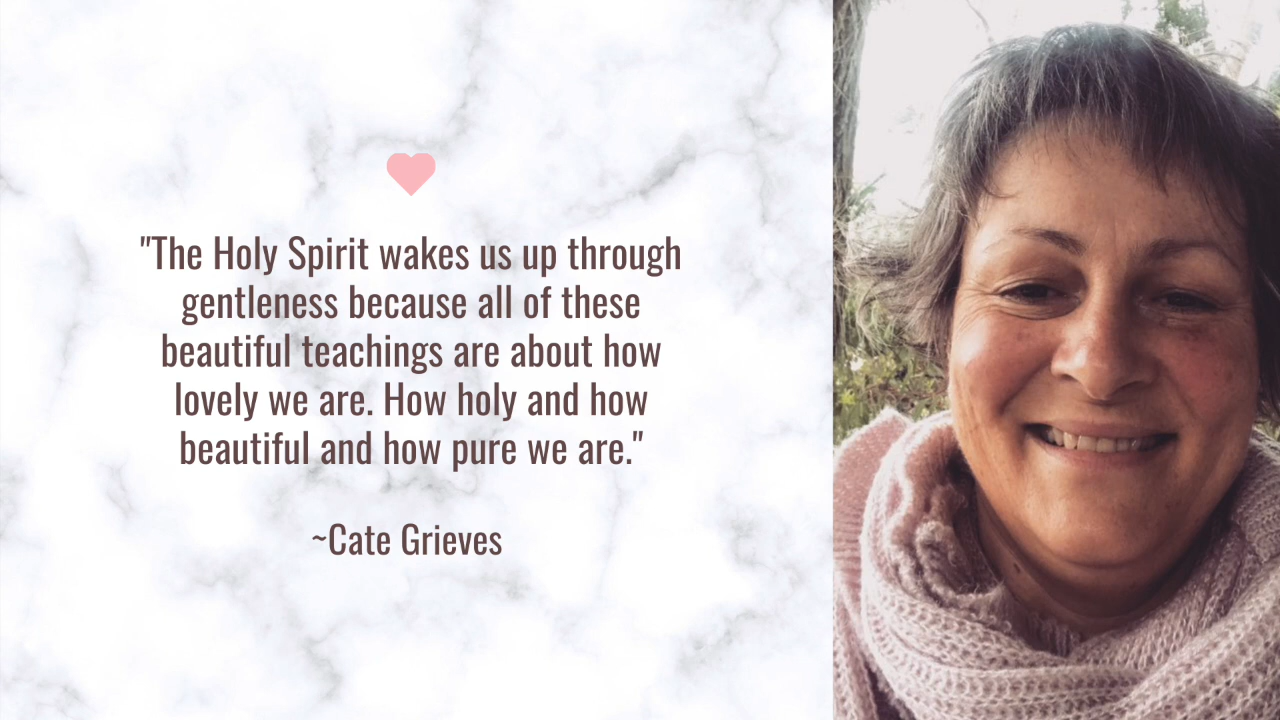 "The Holy Spirit wakes us up through
gentleness because all of these
beautiful teachings are about how
lovely we are. How holy and how
beautiful and how pure we are."
~Cate Grieves